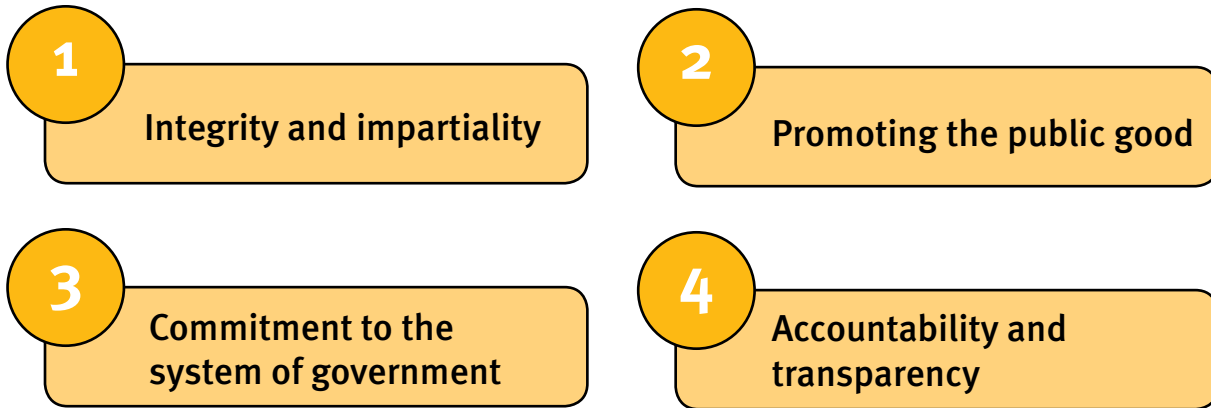 1
Integrity and impartiality
2
Promoting the public good
3
Commitment to the
system of government
4
Accountability and
transparency